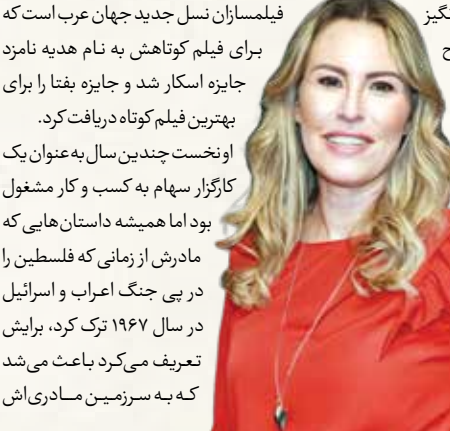 فیلمسازان نسل جدید جهان عرب است که
برای فیلم کوتاهش به نام هدیه نامزد
جایزه اسکار شد و جایزه بفتا را برای
بهترین فیلم کوتاه دریافت کرد.
او نخست چندین سال به‌عنوان یک
کارگزار سهام به کسب و کار مشغول
بود اما همیشه داستان‌هایی که
مادرش از زمانی که فلسطین را
در پی جنگ اعراب و اسرائیل
در سال ۱۹۶۷ ترک کرد، برایش
تعریف می‌کرد باعث می‌شد
که به سرزمین مادری‌اش